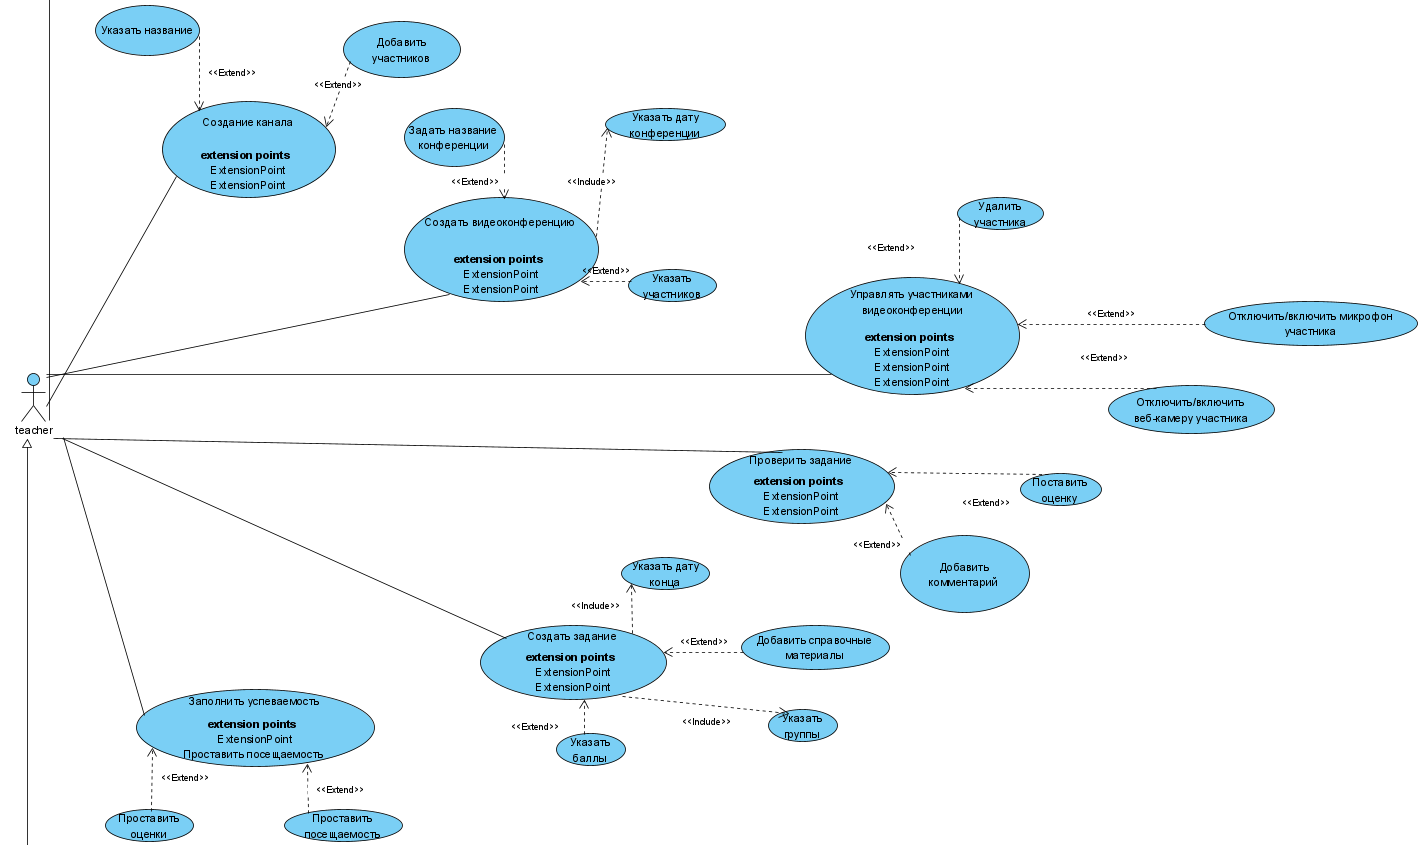 Указать название
<<Extend>>
Добавить
участников
<<Extend>>
Создание канала
extension points
ExtensionPoint
ExtensionPoint
Задать название
конференции
<<Extend>>
Указать дату
конференции
<<Include>>
Создать видеоконференцию
extension points
ExtensionPoint
ExtensionPoint
<<Extend>>
Указать
участников
Удалить
участника
<<Extend>>
Управлять участниками
видеоконференции
extension points
ExtensionPoint
ExtensionPoint
ExtensionPoint
<<Extend>>
Отключить/включить микрофон
участника
<<Extend>>
Отключить/включить
веб-камеру участника
teacher
Проверить задание
extension points
ExtensionPoint
ExtensionPoint
Поставить
оценку
<<Extend>>
<<Extend>>
Добавить
комментарий
Указать дату
конца
<<Include>>
Создать задание
extension points
ExtensionPoint
ExtensionPoint
<<Extend>>
Добавить справочные
материалы
<<Include>>
Указать
группы
<<Extend>>
Указать
баллы
Заполнить успеваемость
extension points
ExtensionPoint
Проставить посещаемость
<<Extend>>
<<Extend>>
Проставить
оценки
Проставить
посещаемость